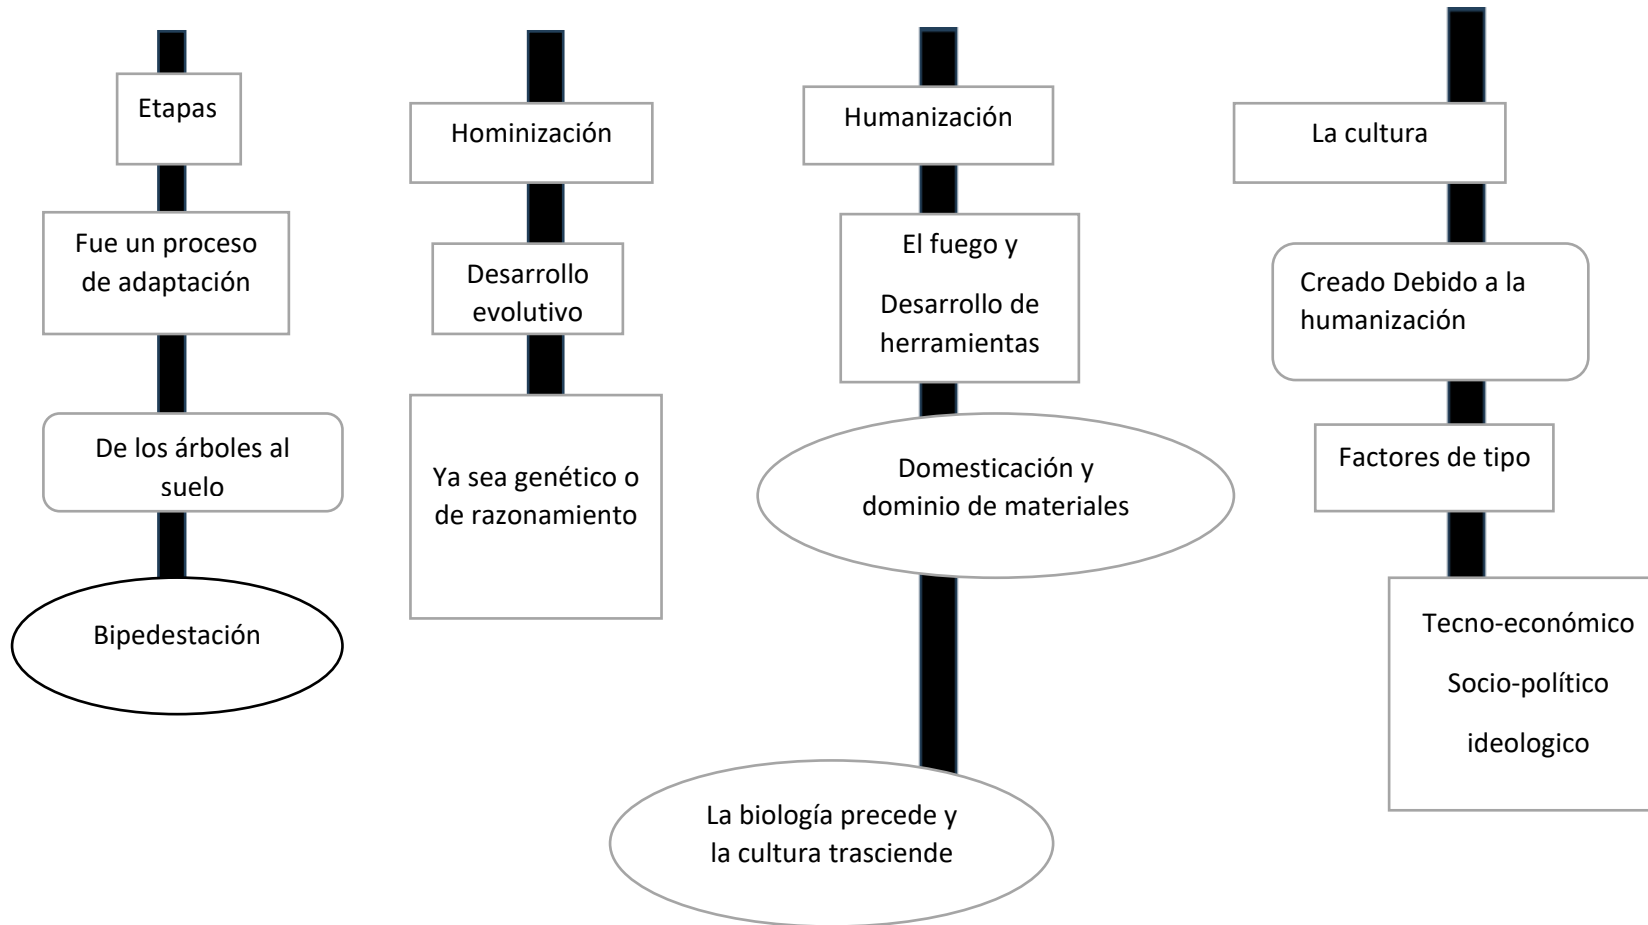 Etapas
Fue un proceso
de adaptación
De los árboles al
suelo
Bipedestación
Hominización
Desarrollo
evolutivo
Ya sea genético o
de razonamiento
Humanización
El fuego y
Desarrollo de
herramientas
Domesticación y
dominio de materiales
La biología precede y
la cultura trasciende
La cultura
Creado Debido a la
humanización
Factores de tipo
Tecno-económico
Socio-político
ideologico